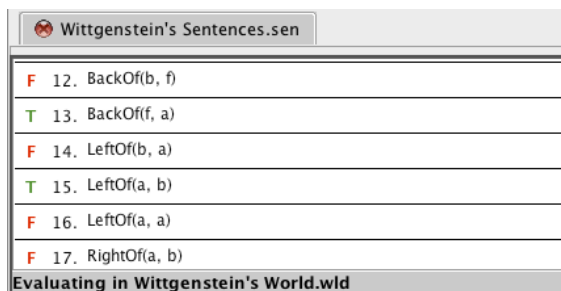 Wittgenstein's Sentences.sen
F 12. BackOf(b, f)
T 13. BackOf(f, a)
F 14. LeftOf(b, a)
T 15. LeftOf(a, b)
F 16. LeftOf(a, a)
F 17. RightOf(a, b)
Evaluating in Wittgenstein's World.wld